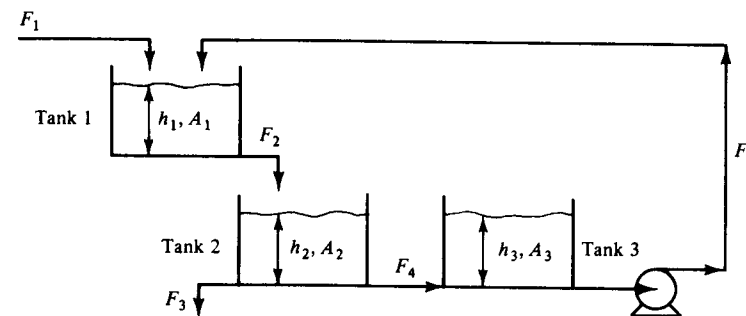 F₁
Tank 1
h₁, A₁
F₂
F
Tank 2
h₂, A₂
F₄
h₃, A₃
Tank 3
F₃